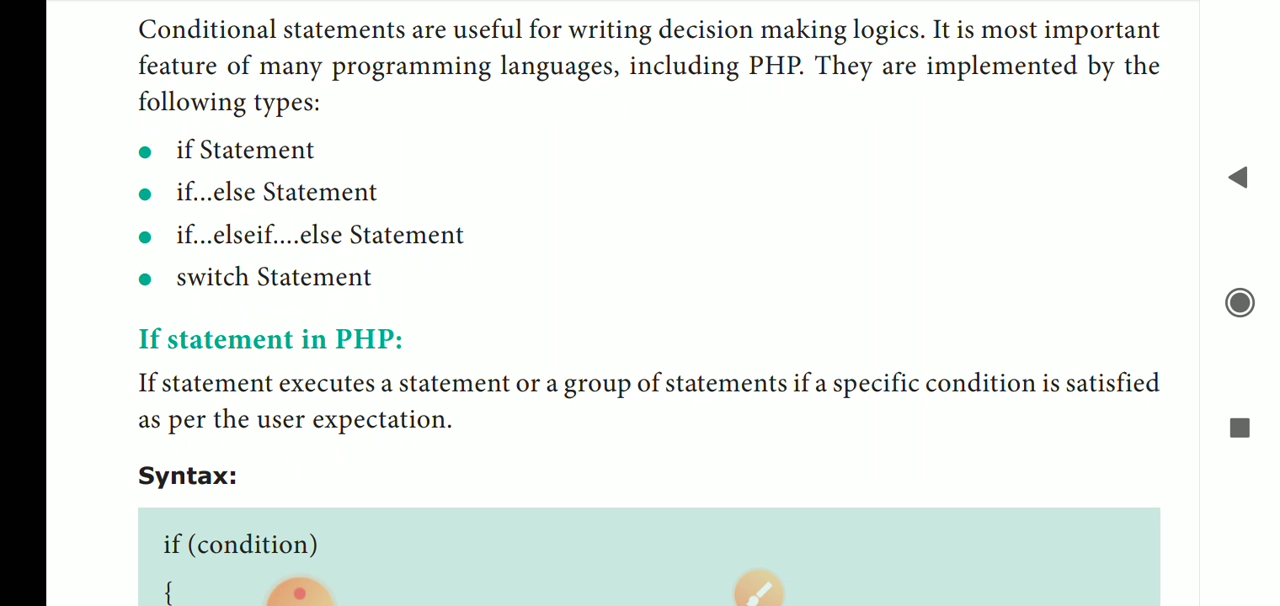 Conditional statements are useful for writing decision making logics. It is most important
feature of many programming languages, including PHP. They are implemented by the
following types:
● if Statement
● if...else Statement
● if...elseif....else Statement
● switch Statement
If statement in PHP:
If statement executes a statement or a group of statements if a specific condition is satisfied
as per the user expectation.
Syntax:
if (condition)
{